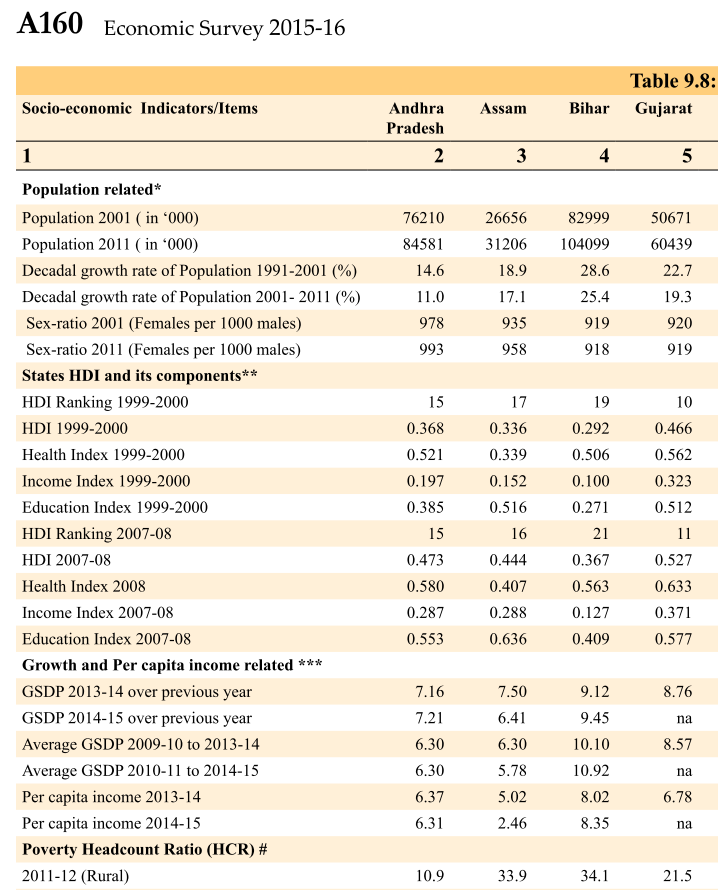 A160 Economic Survey 2015-16
Table 9.8:
Socio-economic Indicators/Items Andhra Pradesh Assam Bihar Gujarat
1 2 3 4 5
Population related*
Population 2001 ( in ‘000) 76210 26656 82999 50671
Population 2011 ( in ‘000) 84581 31206 104099 60439
Decadal growth rate of Population 1991-2001 (%) 14.6 18.9 28.6 22.7
Decadal growth rate of Population 2001- 2011 (%) 11.0 17.1 25.4 19.3
Sex-ratio 2001 (Females per 1000 males) 978 935 919 920
Sex-ratio 2011 (Females per 1000 males) 993 958 918 919
States HDI and its components**
HDI Ranking 1999-2000 15 17 19 10
HDI 1999-2000 0.368 0.336 0.292 0.466
Health Index 1999-2000 0.521 0.339 0.506 0.562
Income Index 1999-2000 0.197 0.152 0.100 0.323
Education Index 1999-2000 0.385 0.516 0.271 0.512
HDI Ranking 2007-08 15 16 21 11
HDI 2007-08 0.473 0.444 0.367 0.527
Health Index 2008 0.580 0.407 0.563 0.633
Income Index 2007-08 0.287 0.288 0.127 0.371
Education Index 2007-08 0.553 0.636 0.409 0.577
Growth and Per capita income related ***
GSDP 2013-14 over previous year 7.16 7.50 9.12 8.76
GSDP 2014-15 over previous year 7.21 6.41 9.45 na
Average GSDP 2009-10 to 2013-14 6.30 6.30 10.10 8.57
Average GSDP 2010-11 to 2014-15 6.30 5.78 10.92 na
Per capita income 2013-14 6.37 5.02 8.02 6.78
Per capita income 2014-15 6.31 2.46 8.35 na
Poverty Headcount Ratio (HCR) #
2011-12 (Rural) 10.9 33.9 34.1 21.5